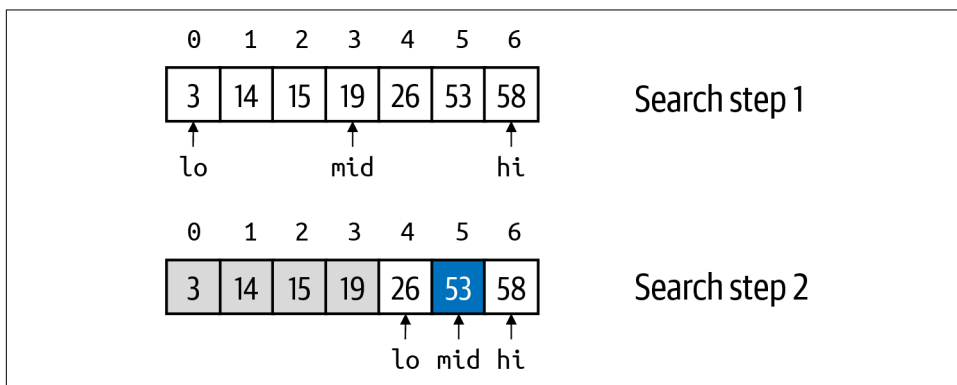 0 1 2 3 4 5 6
3 14 15 19 26 53 58 Search step 1
lo mid hi
0 1 2 3 4 5 6
3 14 15 19 26 53 58 Search step 2
lo mid hi